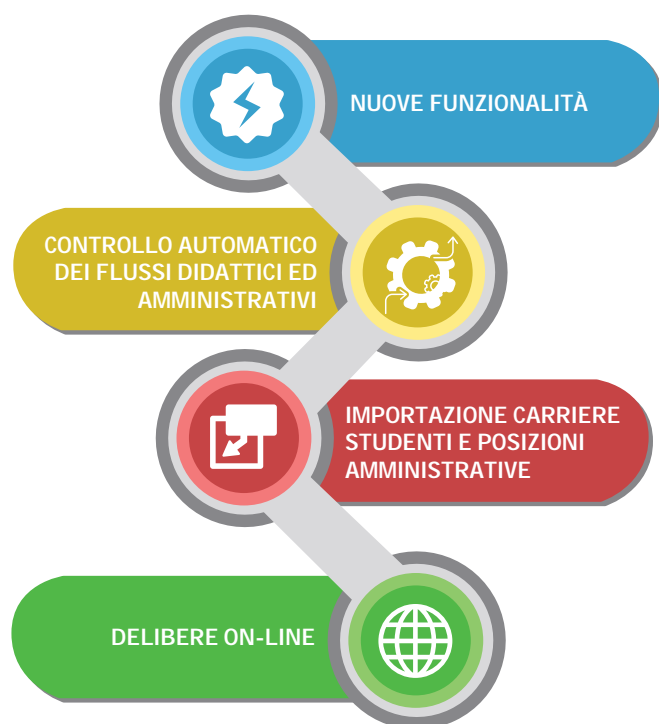 NUOVE FUNZIONALITÀ
CONTROLLO AUTOMATICO
DEI FLUSSI DIDATTICI ED
AMMINISTRATIVI
IMPORTAZIONE CARRIERE
STUDENTI E POSIZIONI
AMMINISTRATIVE
DELIBERE ON-LINE